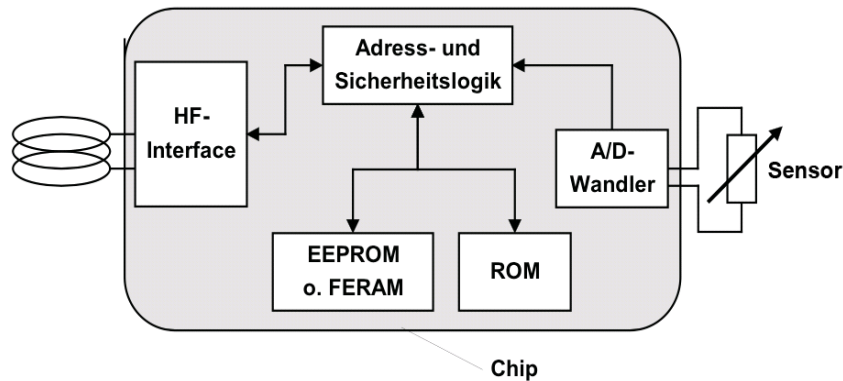 Adress- und
Sicherheitslogik
HF-
Interface
A/D-
Wandler
Sensor
EEPROM
o. FERAM
ROM
Chip